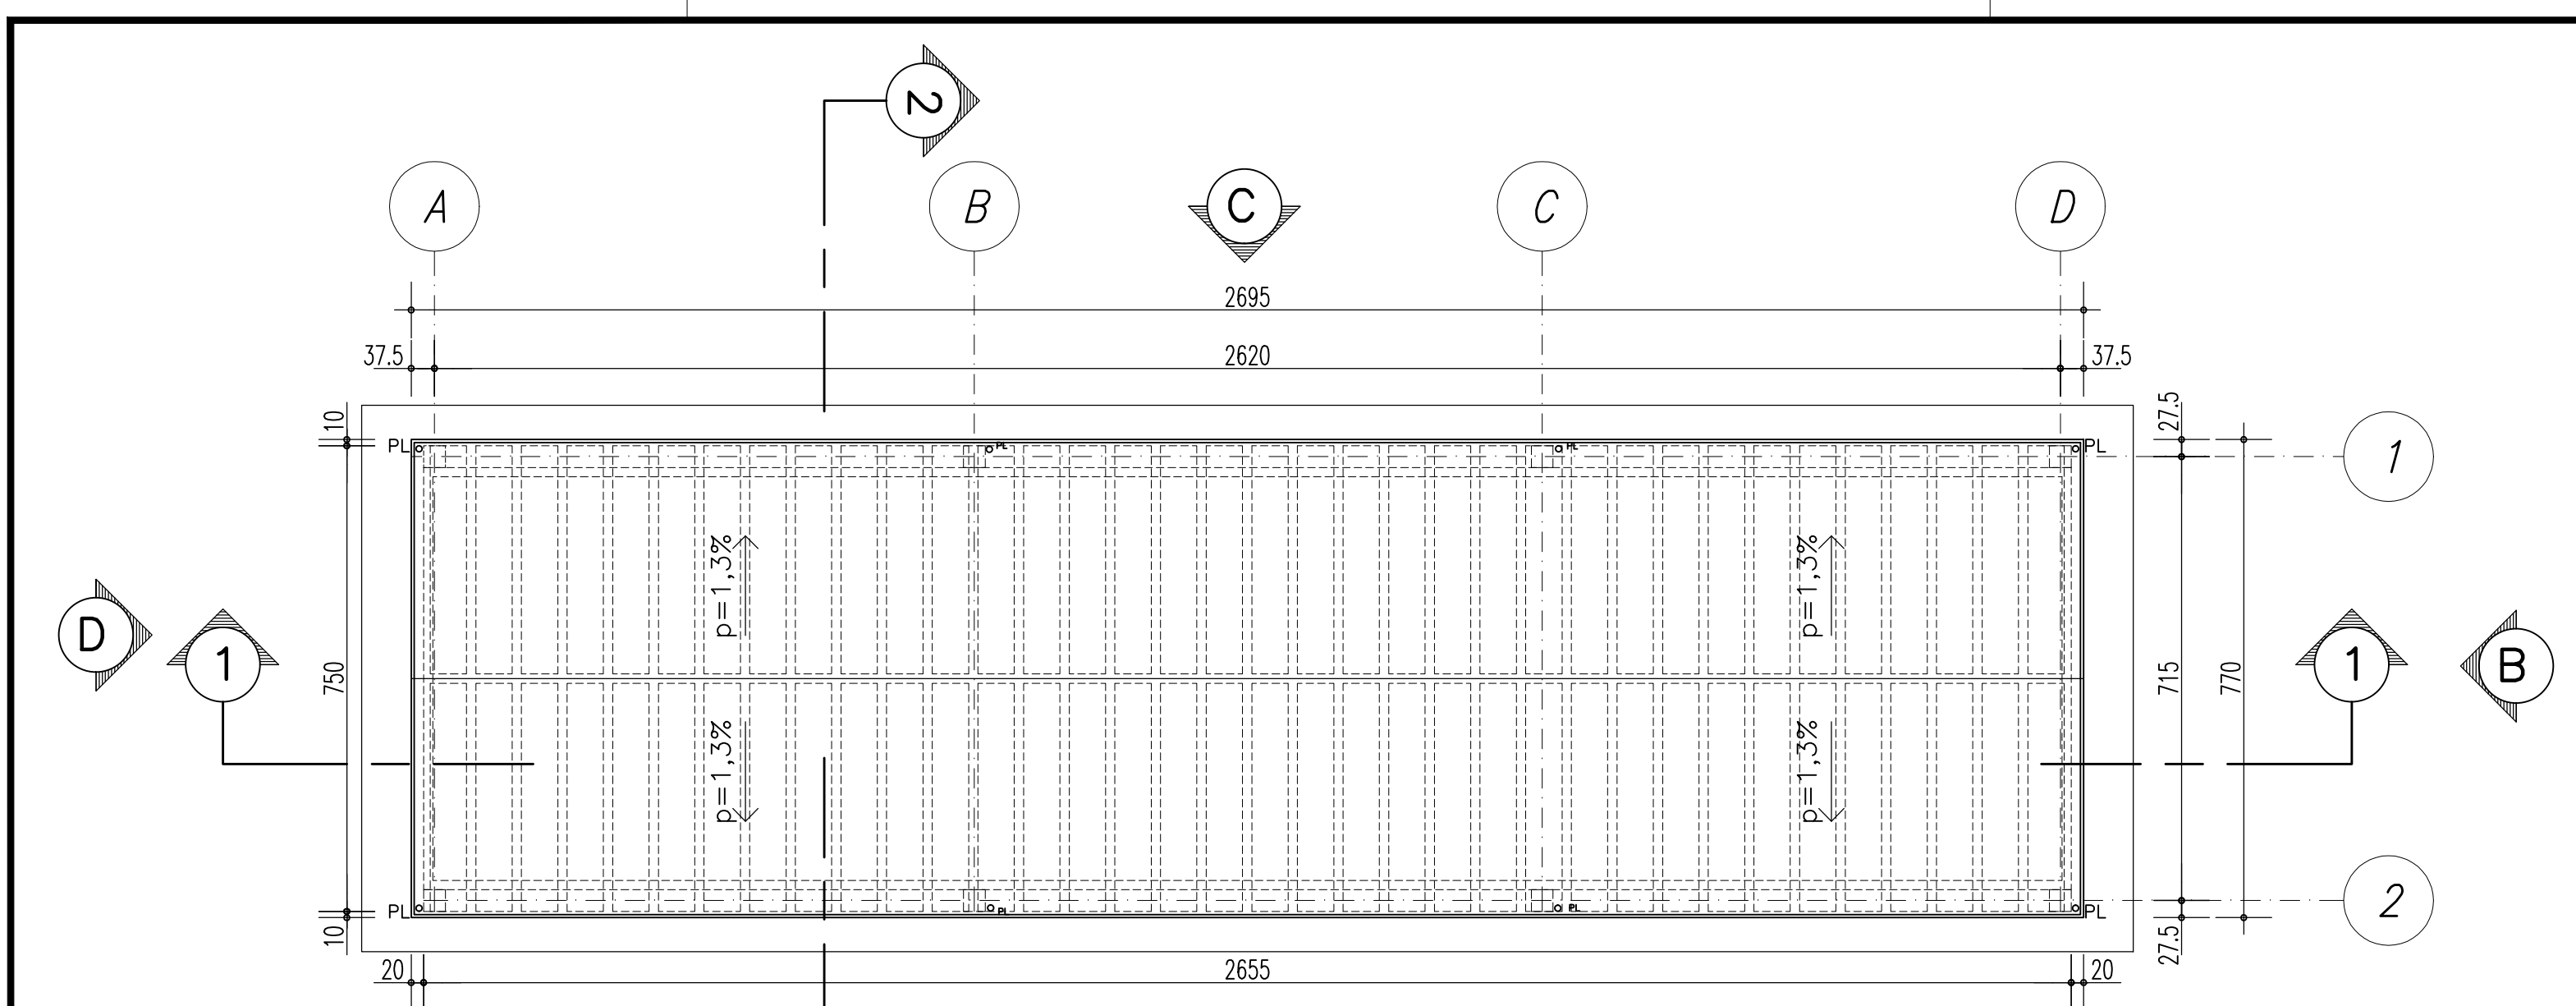 2
A B C C D
2695
37.5 2620 37.5
10 27.5
PL PL PL PL 1
p=1,3% p=1,3%
D 1 750 715 770 1 B
p=1,3% p=1,3%
PL PL PL PL 2
10 27.5
20 2655 20